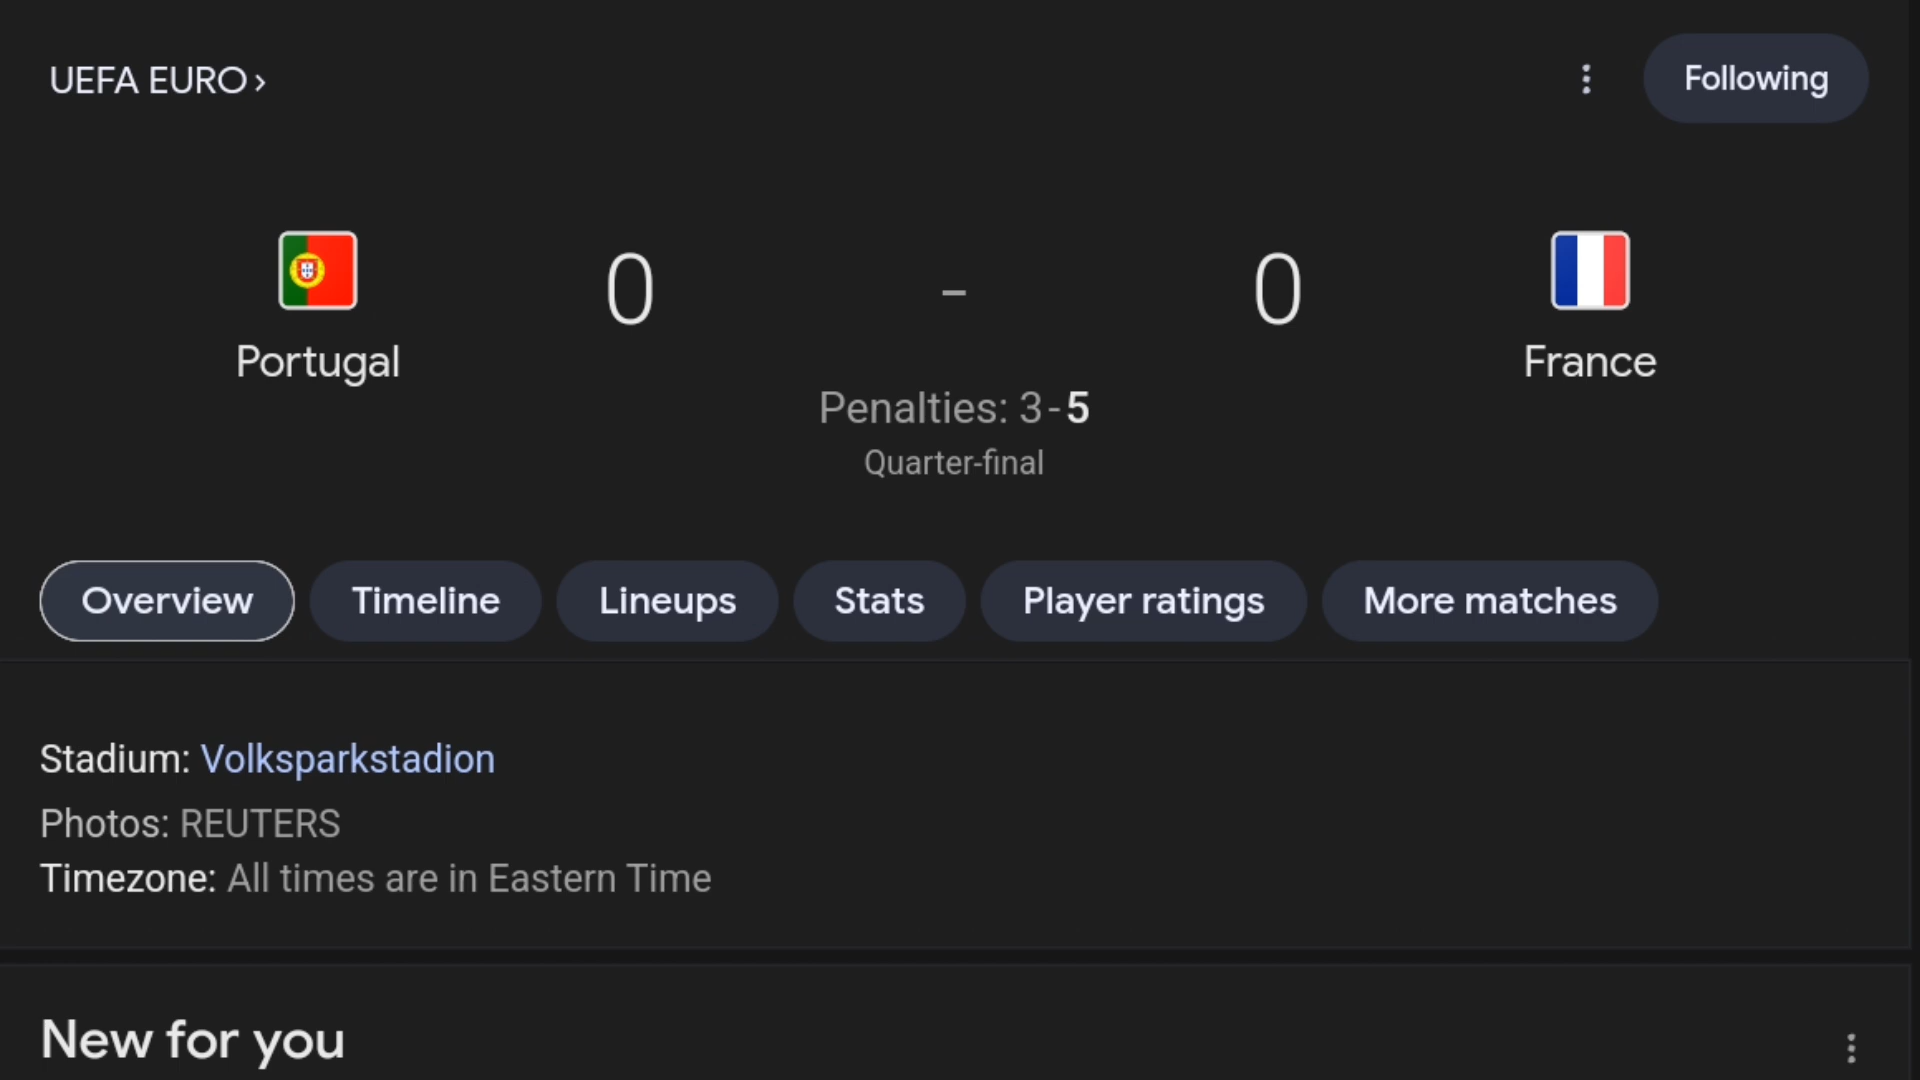 UEFA EURO ›
Following
0 - 0
Portugal
France
Penalties: 3 - 5
Quarter-final
Overview
Timeline
Lineups
Stats
Player ratings
More matches
Stadium: Volksparkstadion
Photos: REUTERS
Timezone: All times are in Eastern Time
New for you